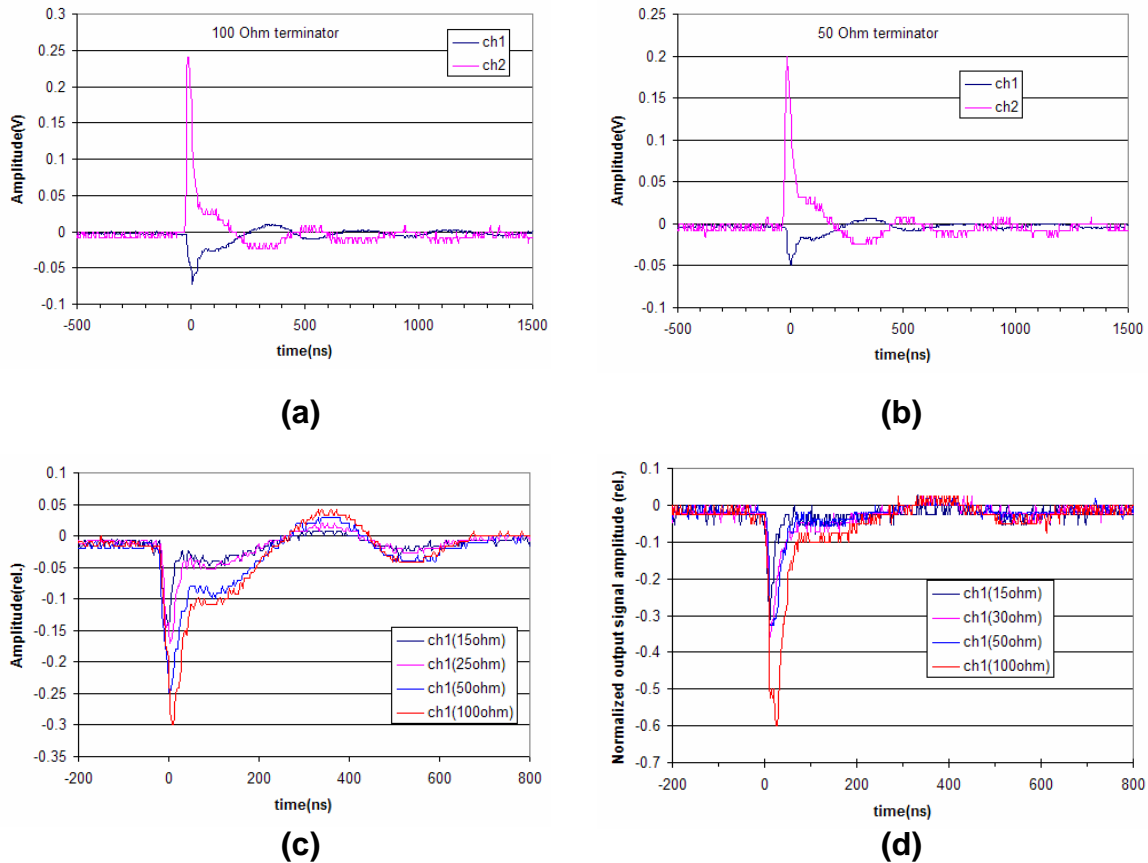 100 Ohm terminator
ch1
ch2
Amplitude(V)
0.3
0.25
0.2
0.15
0.1
0.05
0
-0.05
-0.1
-500 0 500 1000 1500
time(ns)
(a)
50 Ohm terminator
ch1
ch2
Amplitude(V)
0.25
0.2
0.15
0.1
0.05
0
-0.05
-0.1
-500 0 500 1000 1500
time(ns)
(b)
Amplitude(rel.)
0.1
0.05
0
-0.05
-0.1
-0.15
-0.2
-0.25
-0.3
-0.35
ch1(15ohm)
ch1(25ohm)
ch1(50ohm)
ch1(100ohm)
-200 0 200 400 600 800
time(ns)
(c)
Normalized output signal amplitude (rel.)
0.1
0
-0.1
-0.2
-0.3
-0.4
-0.5
-0.6
-0.7
ch1(15ohm)
ch1(30ohm)
ch1(50ohm)
ch1(100ohm)
-200 0 200 400 600 800
time(ns)
(d)